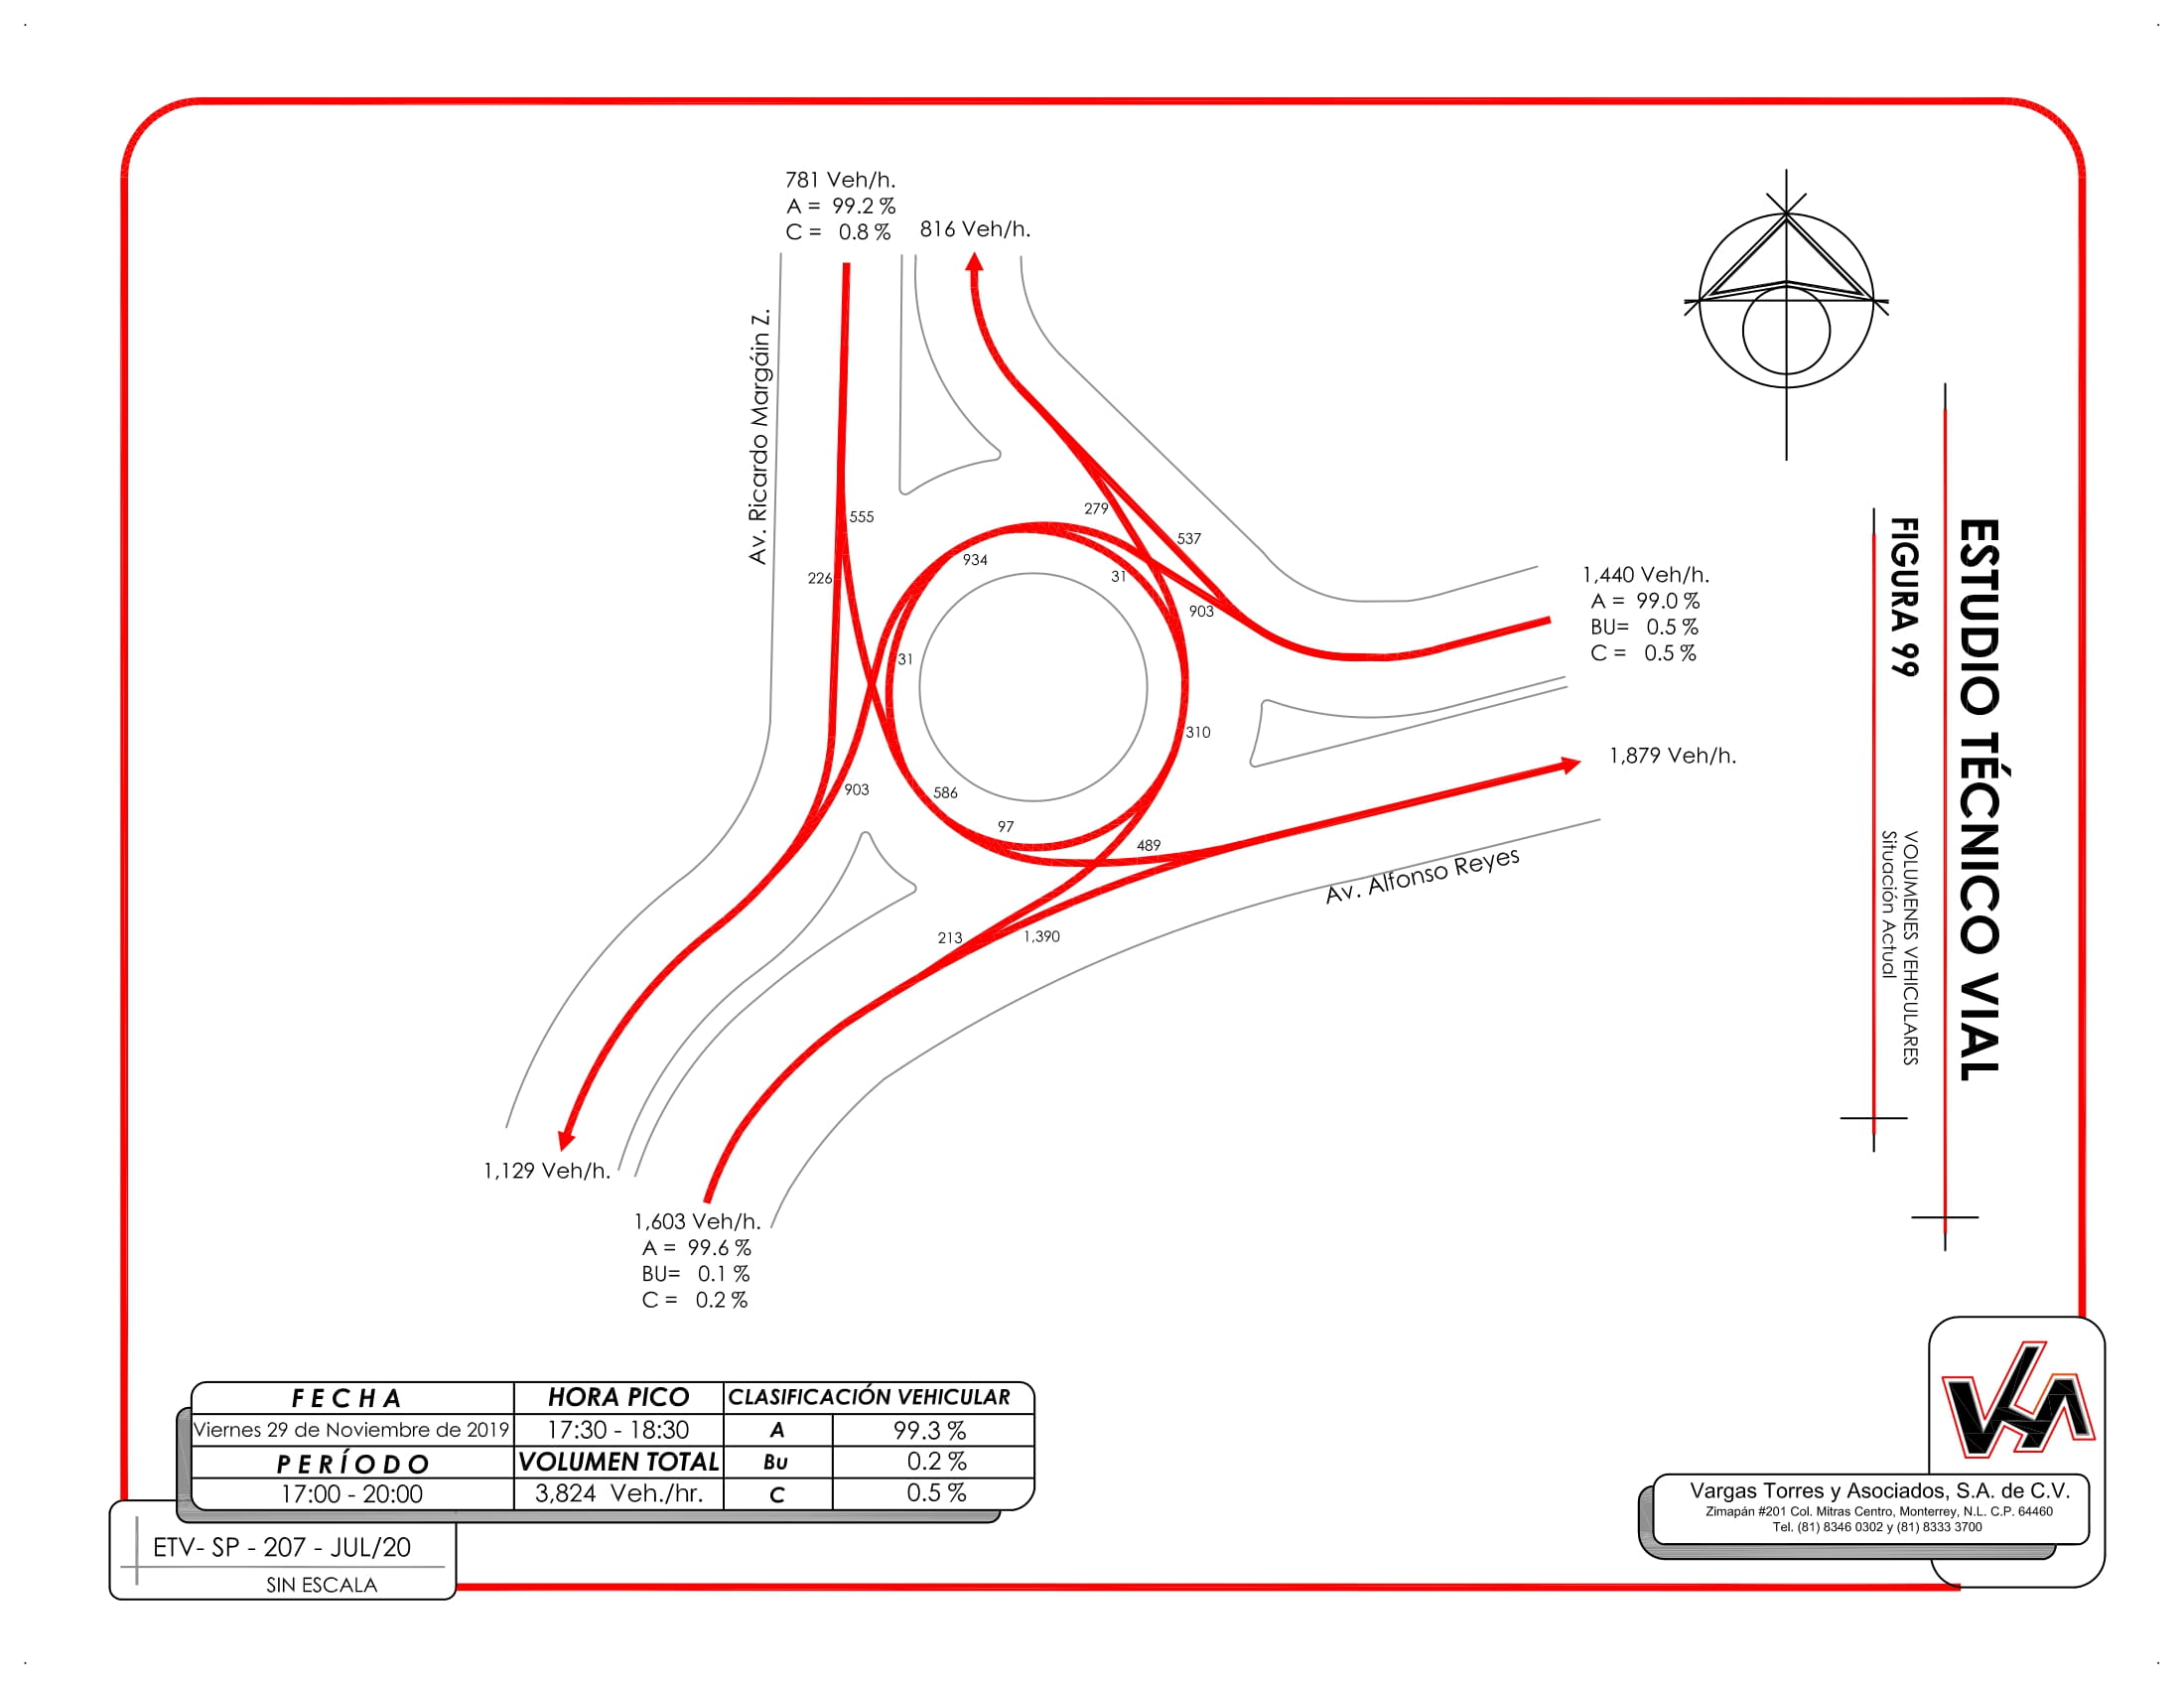 781 Veh/h.
A = 99.2 %
C = 0.8 %
816 Veh/h.
Av. Ricardo Margáin Z.
555
226
934
279
537
31
903
1,440 Veh/h.
A = 99.0 %
BU= 0.5 %
C = 0.5 %
31
310
1,879 Veh/h.
903
586
97
489
Av. Alfonso Reyes
213
1,390
1,129 Veh/h.
1,603 Veh/h.
A = 99.6 %
BU= 0.1 %
C = 0.2 %
ESTUDIO TÉCNICO VIAL
FIGURA 99
VOLUMENES VEHICULARES
Situación Actual
FECHA HORA PICO CLASIFICACIÓN VEHICULAR
Viernes 29 de Noviembre de 2019 17:30 - 18:30 A 99.3 %
PERÍODO VOLUMEN TOTAL Bu 0.2 %
17:00 - 20:00 3,824 Veh./hr. C 0.5 %
ETV- SP - 207 - JUL/20
SIN ESCALA
VTA
Vargas Torres y Asociados, S.A. de C.V.
Zimapán #201 Col. Mitras Centro, Monterrey, N.L. C.P. 64460
Tel. (81) 8346 0302 y (81) 8333 3700